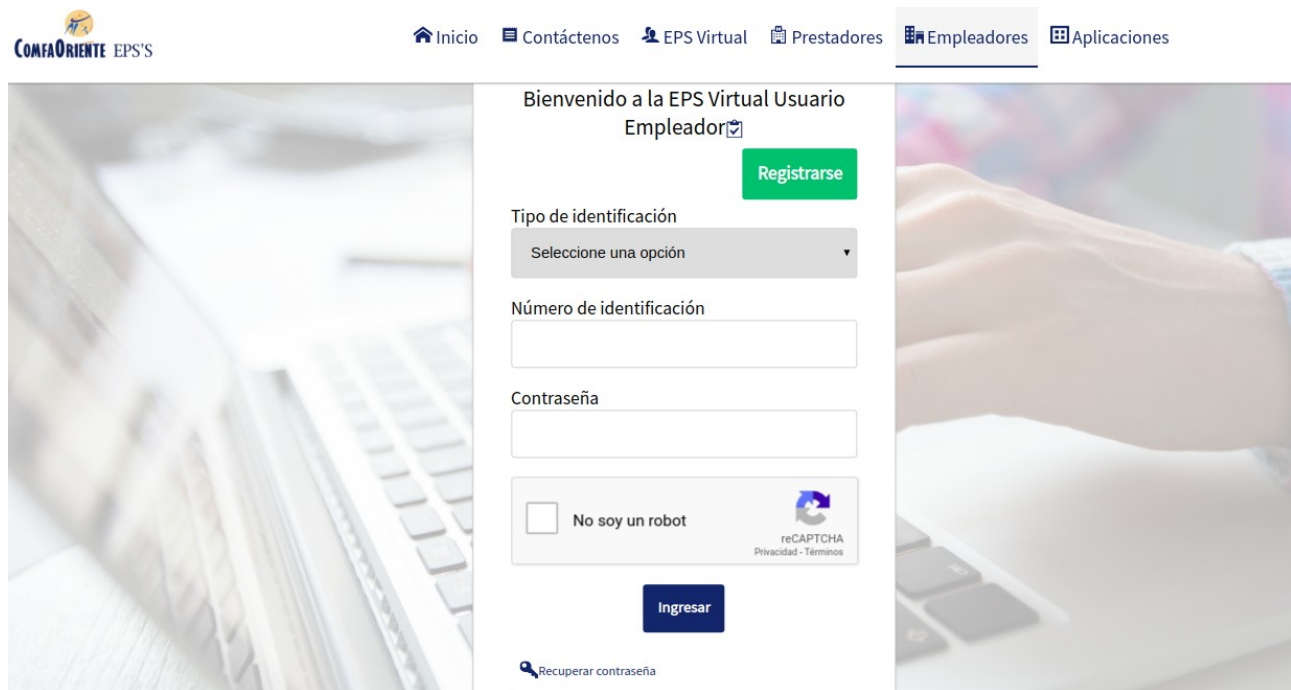 COMFAORIENTE EPS'S
Inicio Contáctenos EPS Virtual Prestadores Empleadores Aplicaciones
Bienvenido a la EPS Virtual Usuario
Empleador
Registrarse
Tipo de identificación
Seleccione una opción
Número de identificación
Contraseña
No soy un robot
reCAPTCHA
Privacidad - Términos
Ingresar
Recuperar contraseña